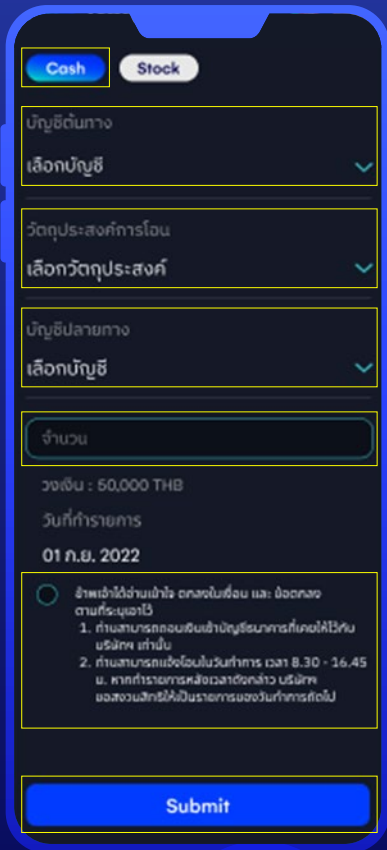 Cash Stock
บัญชีต้นทาง
เลือกบัญชี
วัตถุประสงค์การโอน
เลือกวัตถุประสงค์
บัญชีปลายทาง
เลือกบัญชี
จำนวน
วงเงิน : 50,000 THB
วันที่ทำรายการ
01 ก.ย. 2022
ข้าพเจ้าได้อ่านเข้าใจ ตกลงในเงื่อน และ ข้อตกลง
ตามที่ระบุเอาไว้
1. ท่านสามารถถอนเงินเข้าบัญชีธนาคารที่เคยให้ไว้กับ
บริษัทฯ เท่านั้น
2. ท่านสามารถแจ้งโอนในวันทำการ เวลา 8.30 - 16.45
น. หากทำรายการหลังเวลาดังกล่าว บริษัทฯ
ขอสงวนสิทธิให้เป็นรายการของวันทำการถัดไป
Submit